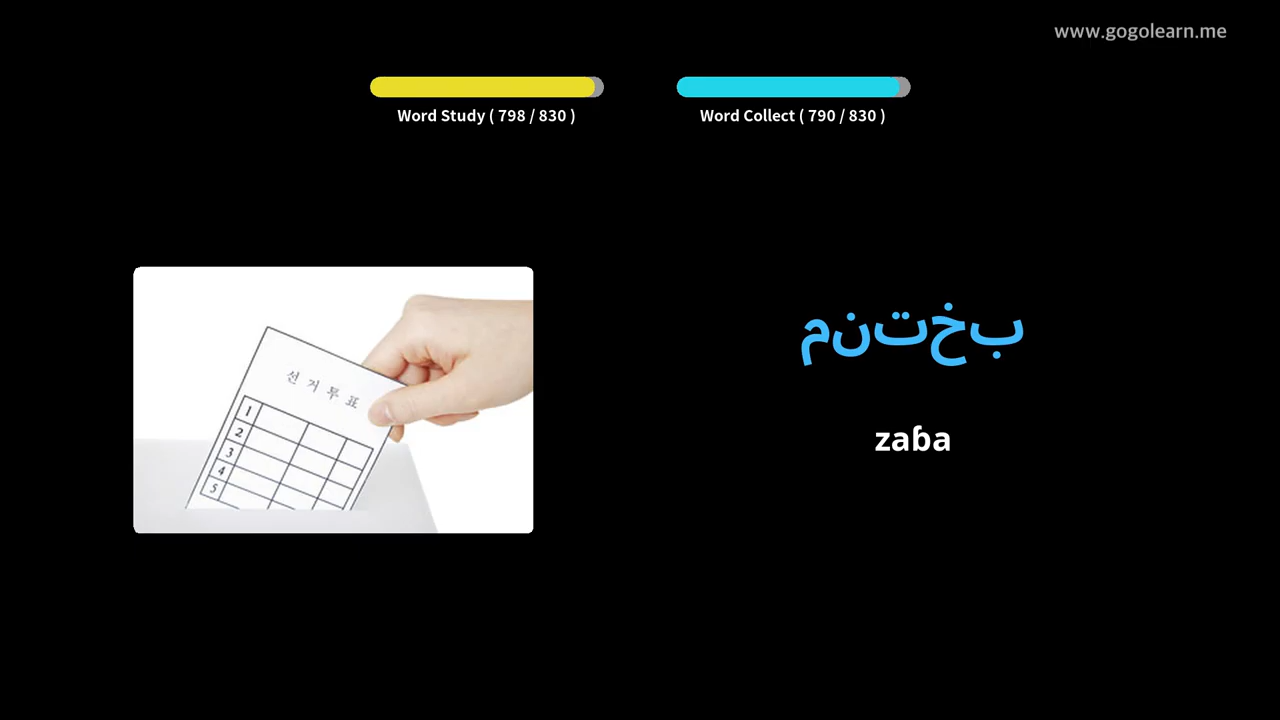 www.gogolearn.me
Word Study ( 798 / 830 )
Word Collect ( 790 / 830 )
선 거 투 표
1
2
3
4
5
بختنم
zaɓa